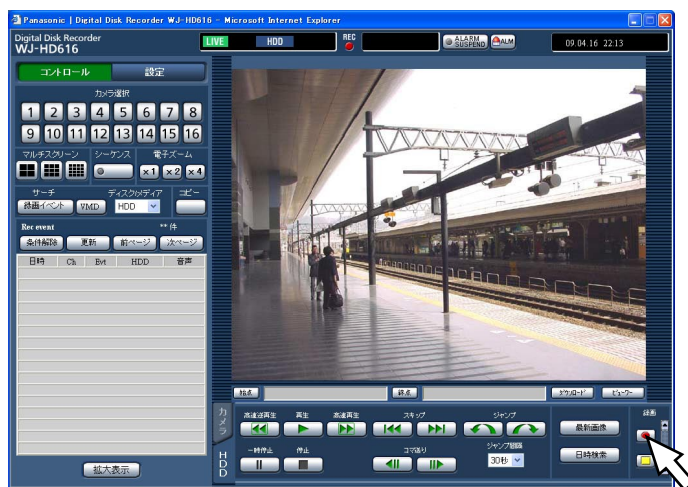 Panasonic | Digital Disk Recorder WJ-HD616 - Microsoft Internet Explorer
Digital Disk Recorder
WJ-HD616
LIVE HDD REC ALARM SUSPEND ALM 09.04.16 22:13
コントロール 設定
カメラ選択
1 2 3 4 5 6 7 8
9 10 11 12 13 14 15 16
マルチスクリーン シーケンス 電子ズーム
×1 ×2 ×4
サーチ ディスク/メディア コピー
録画イベント VMD HDD
Rec event ** 件
条件解除 更新 前ページ 次ページ
日時 Ch Evt HDD 音声
拡大表示
始点 終点 ダウンロード ビューワー
カメラ
HDD
高速逆再生 再生 高速再生 スキップ ジャンプ 録画
最新画像
一時停止 停止 コマ送り ジャンプ間隔
30秒 日時検索